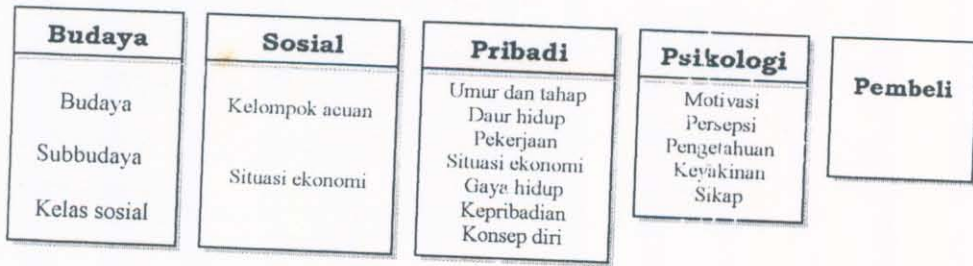 Budaya
Budaya
Subbudaya
Kelas sosial
Sosial
Kelompok acuan
Situasi ekonomi
Pribadi
Umur dan tahap
Daur hidup
Pekerjaan
Situasi ekonomi
Gaya hidup
Kepribadian
Konsep diri
Psikologi
Motivasi
Persepsi
Pengetahuan
Keyakinan
Sikap
Pembeli